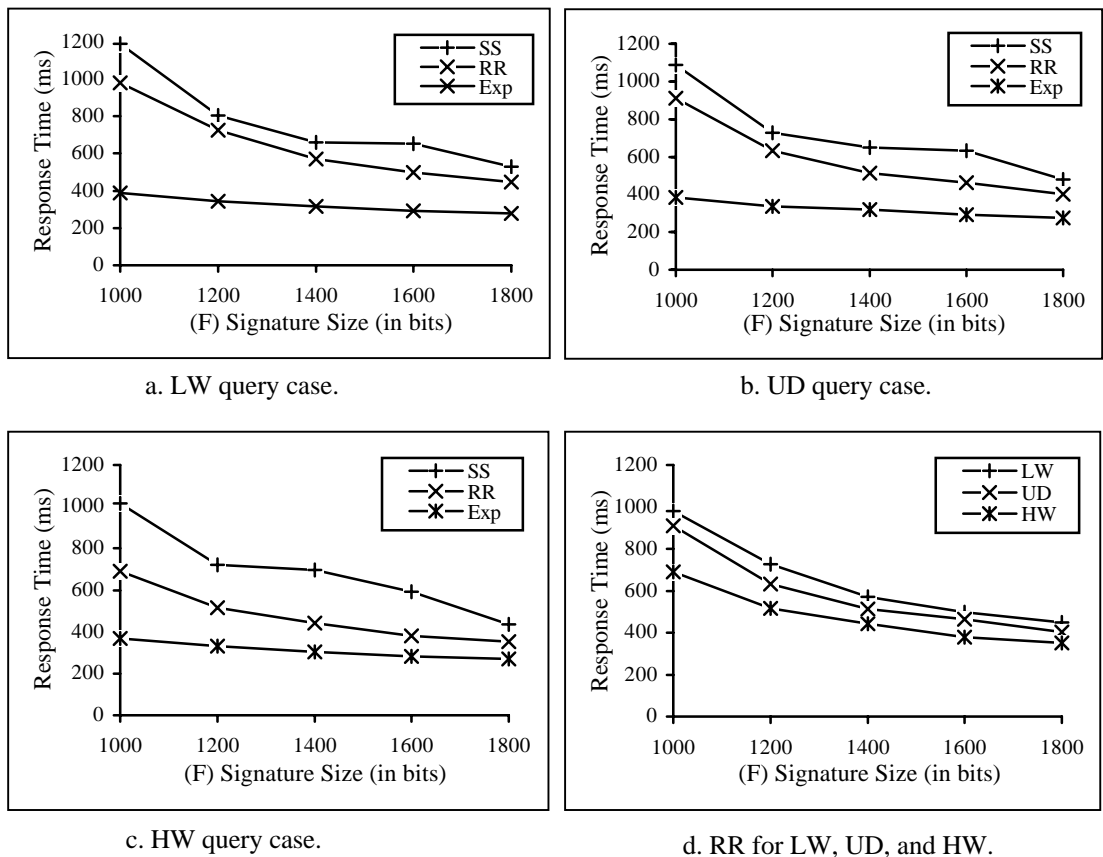 1200
1000
800
600
400
200
0
Response Time (ms)
SS
RR
Exp
1000 1200 1400 1600 1800
(F) Signature Size (in bits)
a. LW query case.
1200
1000
800
600
400
200
0
Response Time (ms)
SS
RR
Exp
1000 1200 1400 1600 1800
(F) Signature Size (in bits)
b. UD query case.
1200
1000
800
600
400
200
0
Response Time (ms)
SS
RR
Exp
1000 1200 1400 1600 1800
(F) Signature Size (in bits)
c. HW query case.
1200
1000
800
600
400
200
0
Response Time (ms)
LW
UD
HW
1000 1200 1400 1600 1800
(F) Signature Size (in bits)
d. RR for LW, UD, and HW.